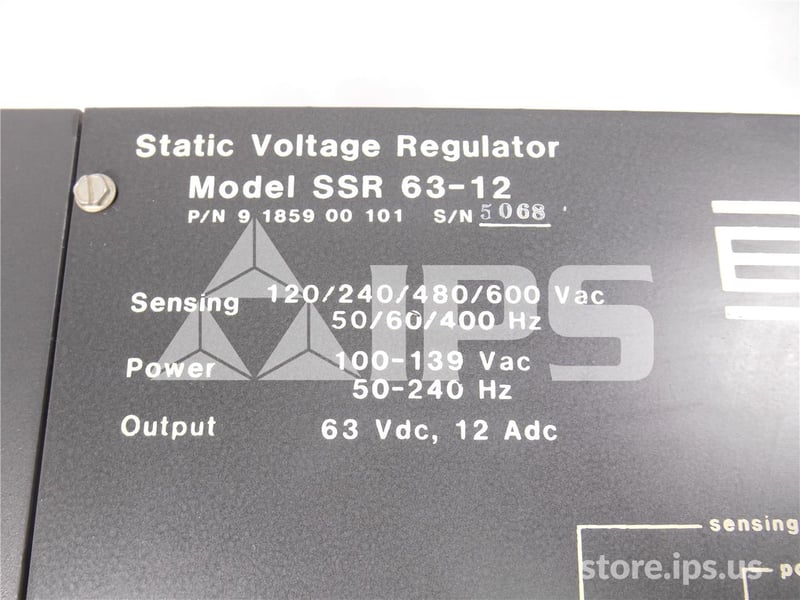 Static Voltage Regulator
Model SSR 63-12
P/N 9 1859 00 101 S/N 5068
Sensing 120/240/480/600 Vac
50/60/400 Hz
Power 100-139 Vac
50-240 Hz
Output 63 Vdc, 12 Adc
IPS
sensing
store.ips.us